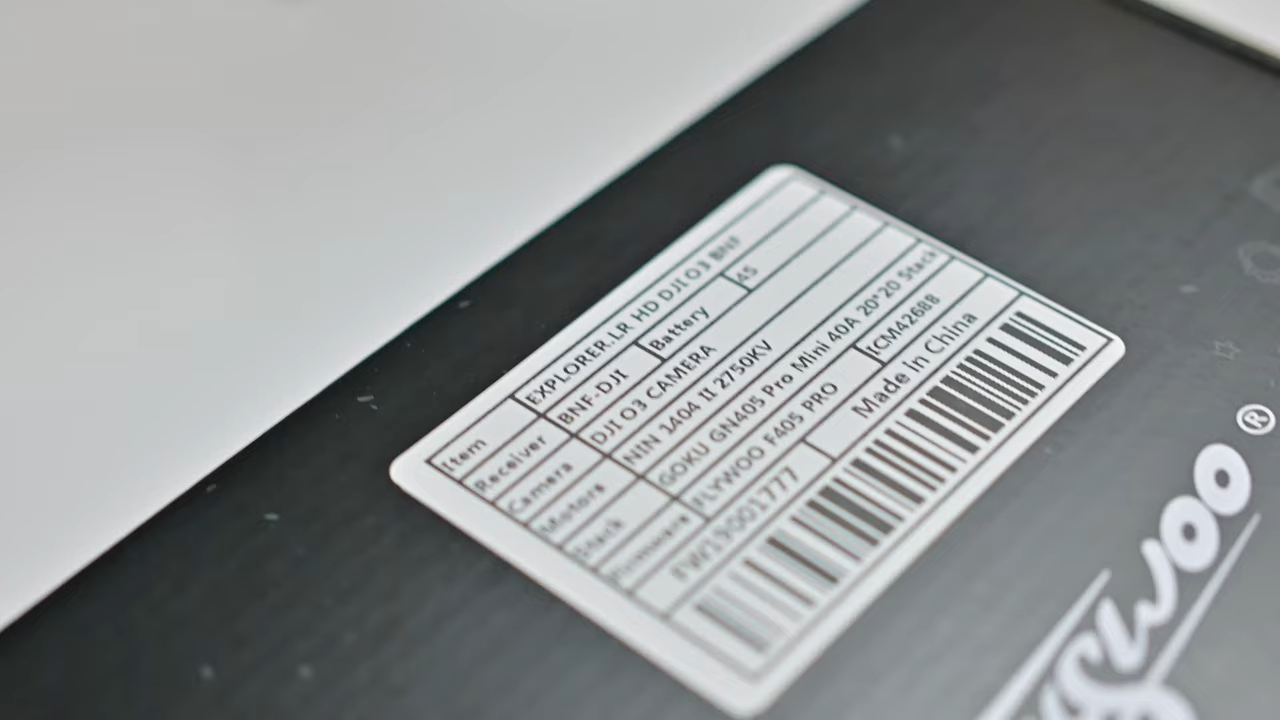 Item EXPLORER.LR HD DJI O3 BNF
Receiver BNF-DJI Battery 4S
Camera DJI O3 CAMERA
Motors NIN 1404 II 2750KV
Stack GOKU GN405 Pro Mini 40A 20*20 Stack
Firmware FLYWOO F405 PRO ICM42688
FW19001777 Made in China
®